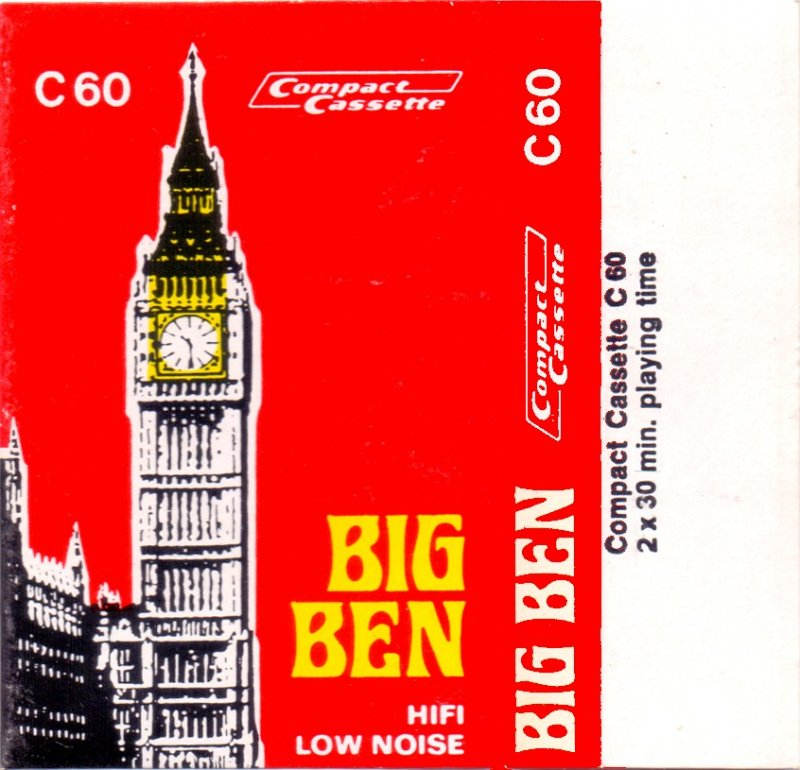 C 60
Compact
Cassette
BIG
BEN
HIFI
LOW NOISE
BIG BEN
Compact
Cassette
C 60
Compact Cassette C 60
2 x 30 min. playing time